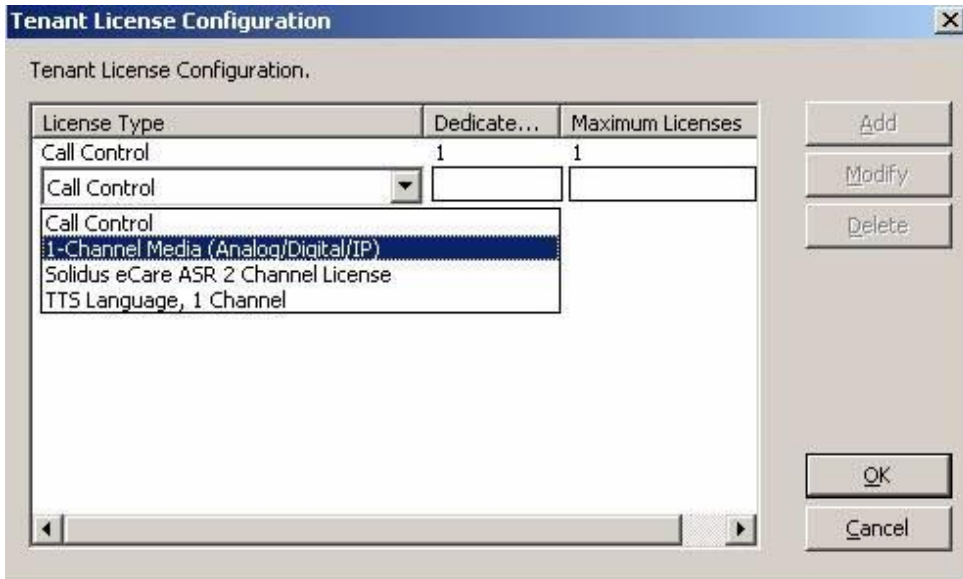 Tenant License Configuration
Tenant License Configuration.
License Type Dedicate... Maximum Licenses
Call Control 1 1
Call Control
Call Control
1-Channel Media (Analog/Digital/IP)
Solidus eCare ASR 2 Channel License
TTS Language, 1 Channel
Add
Modify
Delete
OK
Cancel